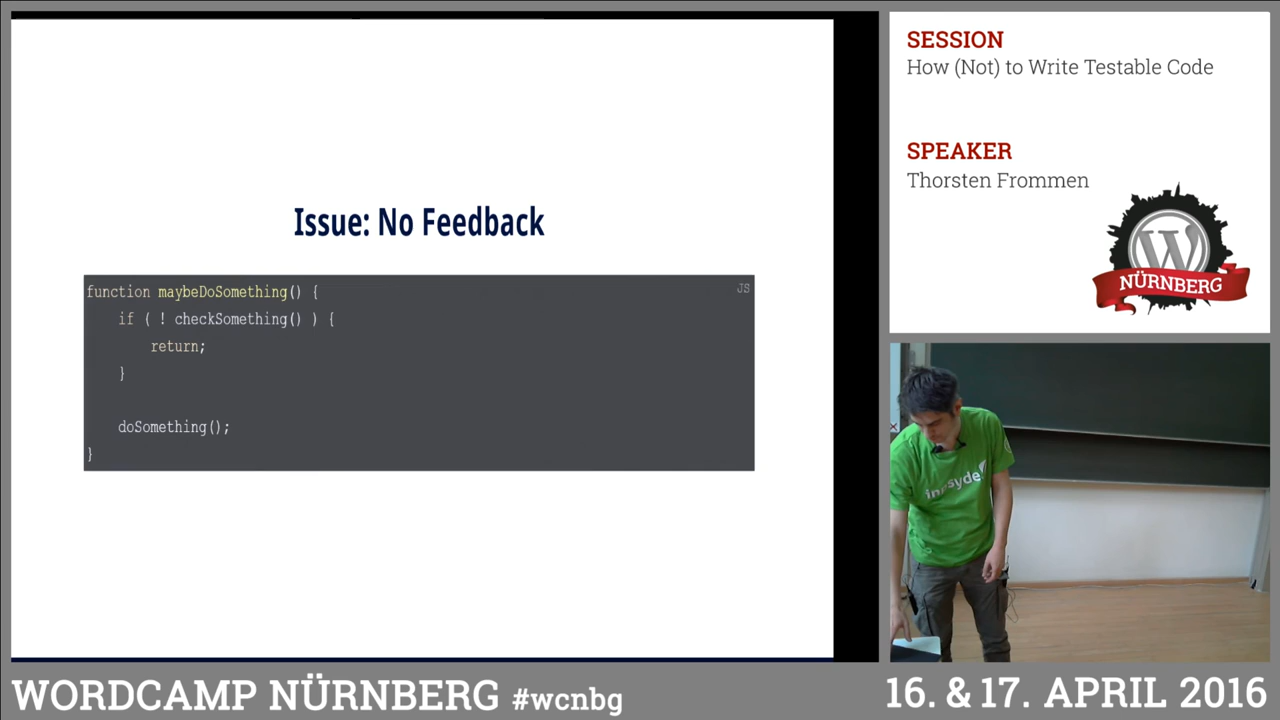 Issue: No Feedback
JS
function maybeDoSomething() {
if ( ! checkSomething() ) {
return;
}
doSomething();
}
SESSION
How (Not) to Write Testable Code
SPEAKER
Thorsten Frommen
W
NÜRNBERG
WORDCAMP NÜRNBERG #wcnbg
16. & 17. APRIL 2016